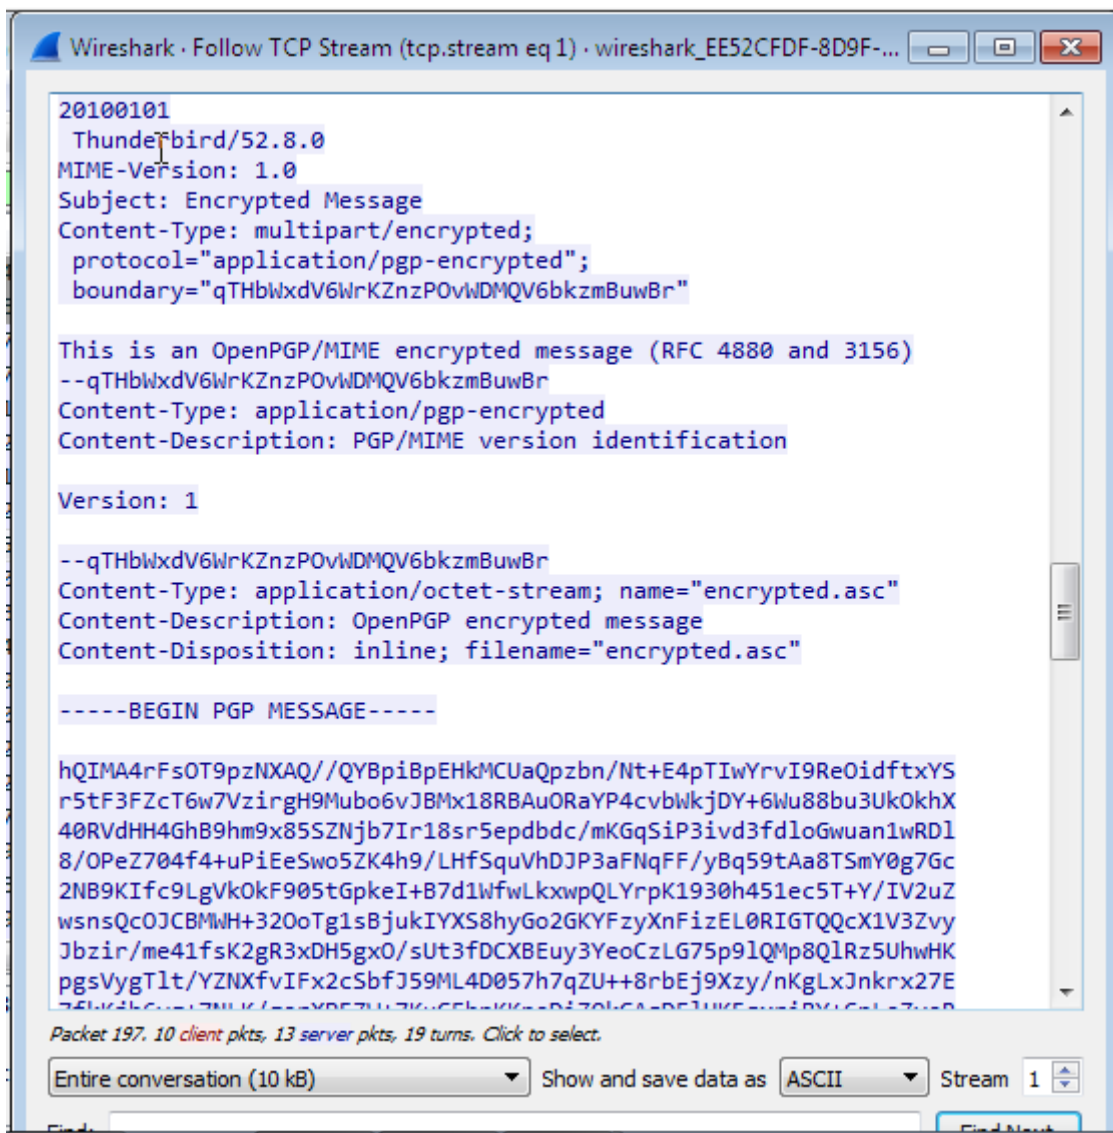 Wireshark · Follow TCP Stream (tcp.stream eq 1) · wireshark_EE52CFDF-8D9F-...
20100101
Thunderbird/52.8.0
MIME-Version: 1.0
Subject: Encrypted Message
Content-Type: multipart/encrypted;
protocol="application/pgp-encrypted";
boundary="qTHbWxdV6WrKZnzPOvWDMQV6bkzmBuwBr"
This is an OpenPGP/MIME encrypted message (RFC 4880 and 3156)
--qTHbWxdV6WrKZnzPOvWDMQV6bkzmBuwBr
Content-Type: application/pgp-encrypted
Content-Description: PGP/MIME version identification
Version: 1
--qTHbWxdV6WrKZnzPOvWDMQV6bkzmBuwBr
Content-Type: application/octet-stream; name="encrypted.asc"
Content-Description: OpenPGP encrypted message
Content-Disposition: inline; filename="encrypted.asc"
-----BEGIN PGP MESSAGE-----
hQIMA4rFsOT9pzNXAQ//QYBpiBpEHkMCUaQpzbn/Nt+E4pTIwYrvI9ReOidftxYS
r5tF3FZcT6w7VzirgH9Mubo6vJBMx18RBAuORaYP4cvbWkjDY+6Wu88bu3UkOkhX
40RVdHH4GhB9hm9x85SZNjb7Ir18sr5epdbdc/mKGqSiP3ivd3fdloGwuan1wRDl
8/OPeZ704f4+uPiEeSwo5ZK4h9/LHfSquVhDJP3aFNqFF/yBq59tAa8TSmY0g7Gc
2NB9KIfc9LgVkOkF905tGpkeI+B7d1WfwLkxwpQLYrpK1930h451ec5T+Y/IV2uZ
wsnsQcOJCBMWH+32OoTg1sBjukIYXS8hyGo2GKYFzyXnFizEL0RIGTQQcX1V3Zvy
Jbzir/me41fsK2gR3xDH5gxO/sUt3fDCXBEuy3YeoCzLG75p9lQMp8QlRz5UhwHK
pgsVygTlt/YZNXfvIFx2cSbfJ59ML4D057h7qZU++8rbEj9Xzy/nKgLxJnkrx27E
Packet 197. 10 client pkts, 13 server pkts, 19 turns. Click to select.
Entire conversation (10 kB) Show and save data as ASCII Stream 1
Find: Find Next